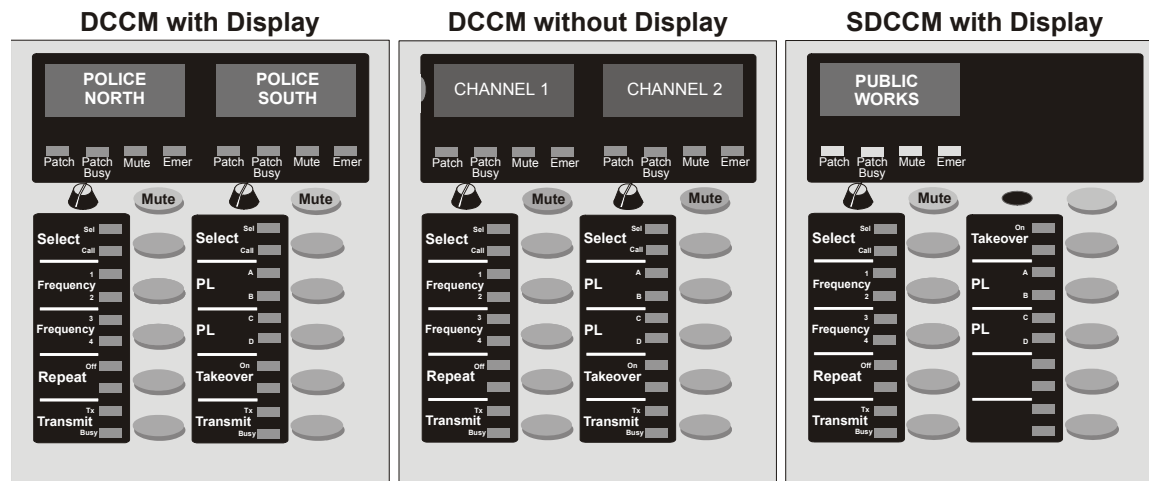 DCCM with Display
POLICE
NORTH
POLICE
SOUTH
Patch Patch Busy Mute Emer Patch Patch Busy Mute Emer
Mute Mute
Select Sel Call
Frequency 1 2
Frequency 3 4
Repeat Off
Transmit Tx Busy
Select Sel Call
PL A B
PL C D
Takeover On
Transmit Tx Busy
DCCM without Display
CHANNEL 1
CHANNEL 2
Patch Patch Busy Mute Emer Patch Patch Busy Mute Emer
Mute Mute
Select Sel Call
Frequency 1 2
Frequency 3 4
Repeat Off
Transmit Tx Busy
Select Sel Call
PL A B
PL C D
Takeover On
Transmit Tx Busy
SDCCM with Display
PUBLIC
WORKS
Patch Patch Busy Mute Emer
Mute
Select Sel Call
Frequency 1 2
Frequency 3 4
Repeat Off
Transmit Tx Busy
Takeover On
PL A B
PL C D